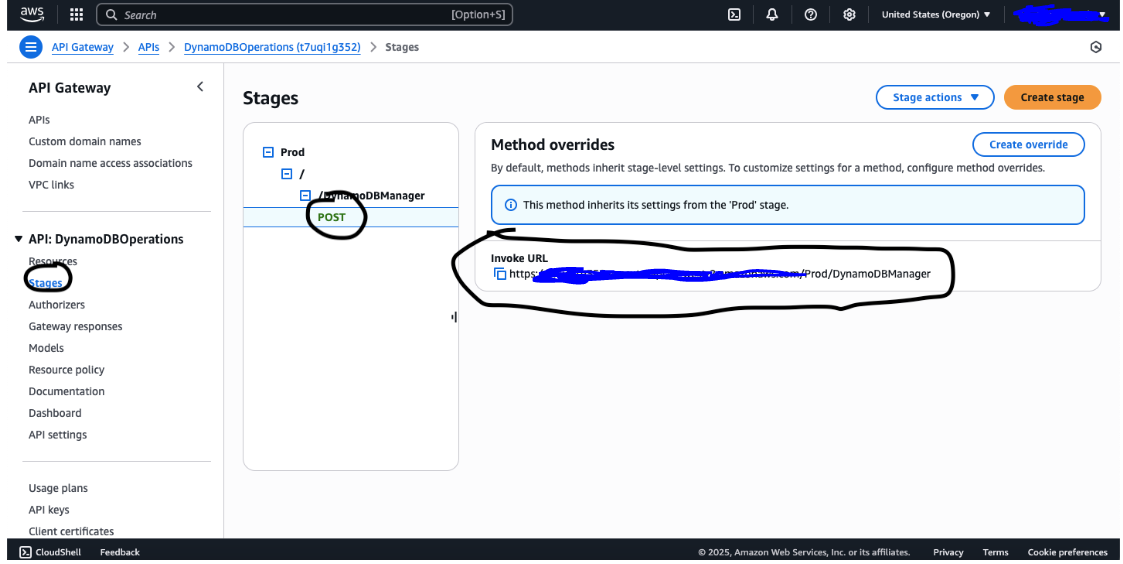 aws
Search
[Option+S]
United States (Oregon)
API Gateway > APIs > DynamoDBOperations (t7uqi1g352) > Stages
API Gateway
APIs
Custom domain names
Domain name access associations
VPC links
API: DynamoDBOperations
Resources
Stages
Authorizers
Gateway responses
Models
Resource policy
Documentation
Dashboard
API settings
Usage plans
API keys
Client certificates
Stages
Stage actions
Create stage
Prod
/
/DynamoDBManager
POST
Method overrides
Create override
By default, methods inherit stage-level settings. To customize settings for a method, configure method overrides.
This method inherits its settings from the 'Prod' stage.
Invoke URL
https: /Prod/DynamoDBManager
CloudShell Feedback
© 2025, Amazon Web Services, Inc. or its affiliates. Privacy Terms Cookie preferences